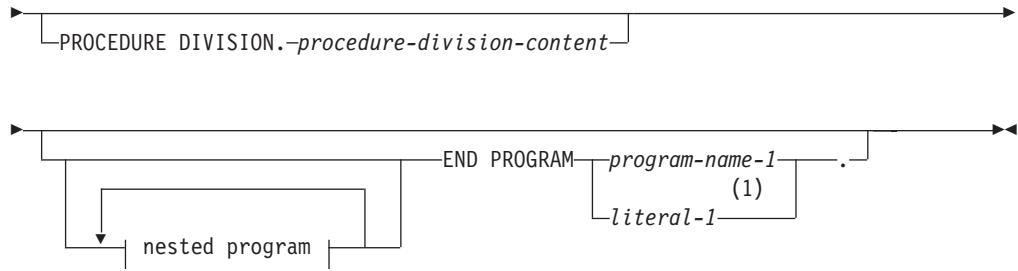 PROCEDURE DIVISION. procedure-division-content
END PROGRAM program-name-1 .
(1)
literal-1
nested program